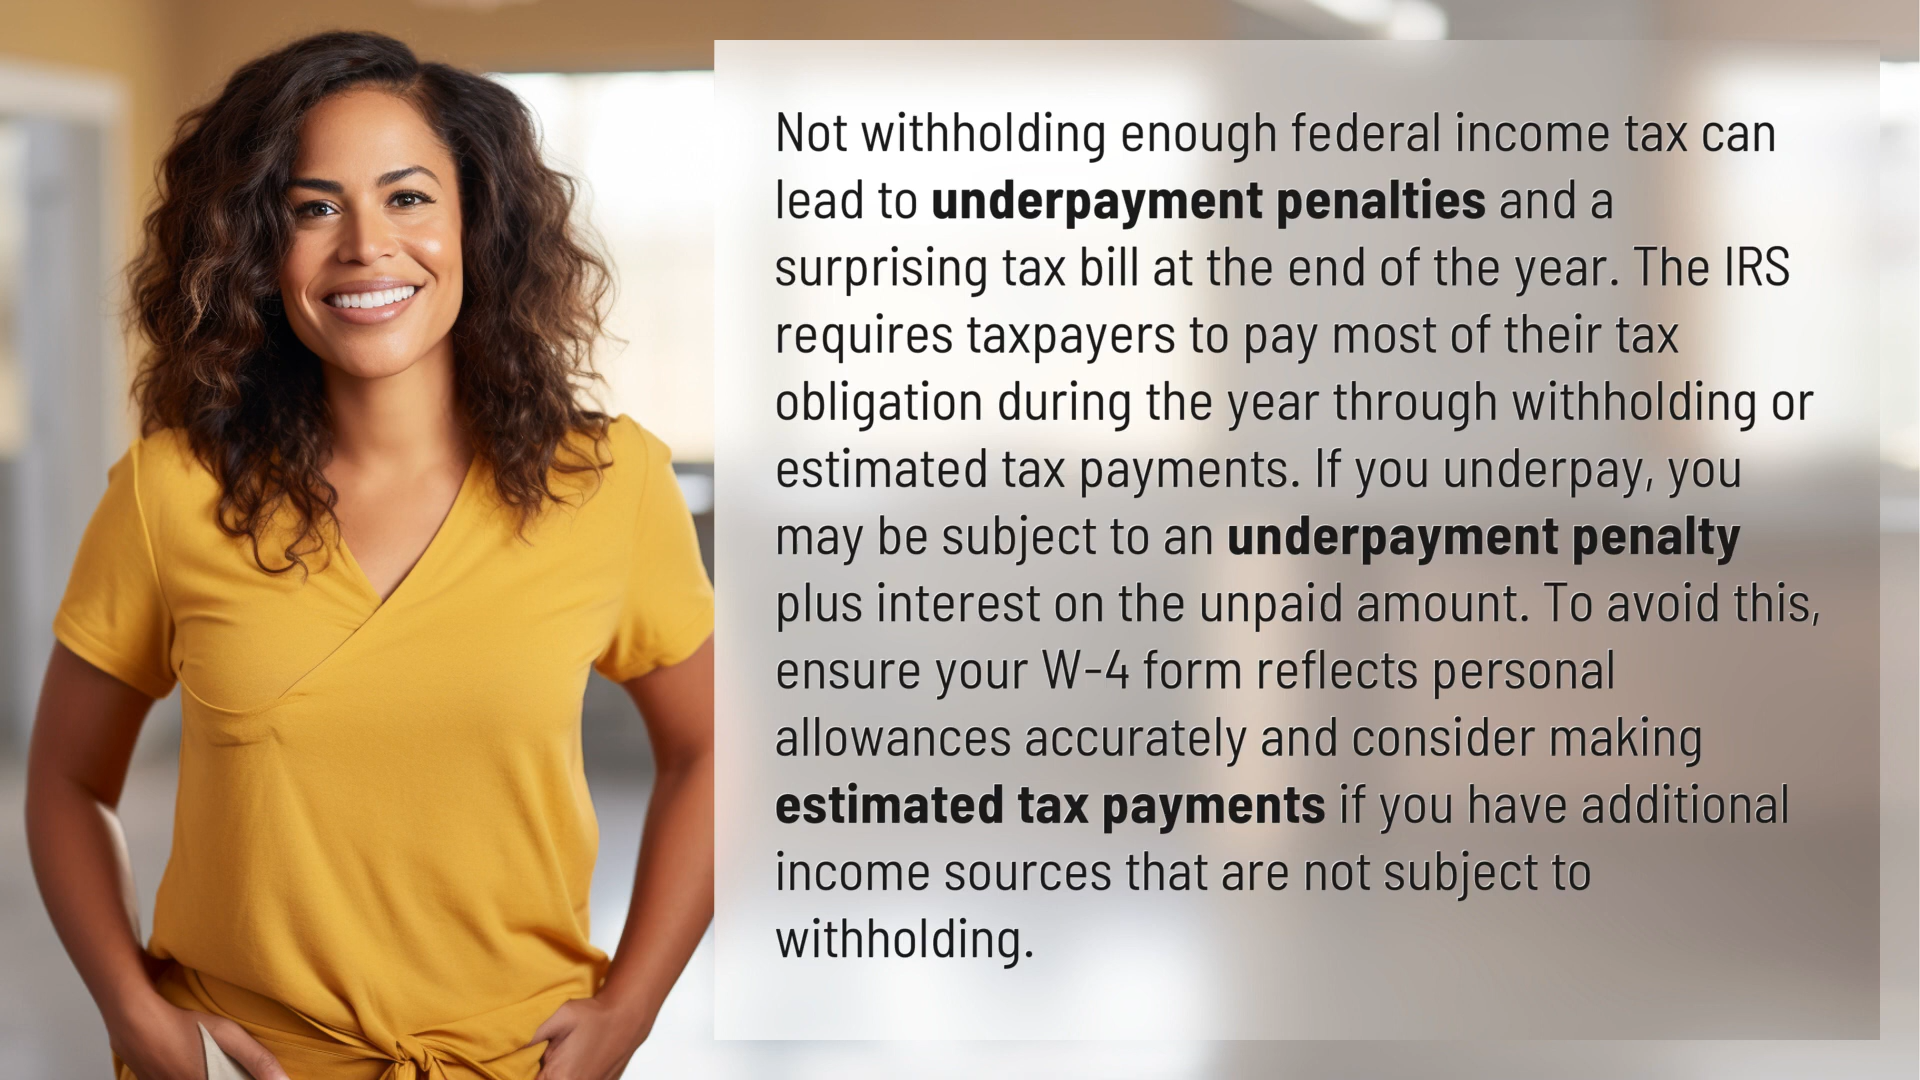 Not withholding enough federal income tax can
lead to underpayment penalties and a
surprising tax bill at the end of the year. The IRS
requires taxpayers to pay most of their tax
obligation during the year through withholding or
estimated tax payments. If you underpay, you
may be subject to an underpayment penalty
plus interest on the unpaid amount. To avoid this,
ensure your W-4 form reflects personal
allowances accurately and consider making
estimated tax payments if you have additional
income sources that are not subject to
withholding.